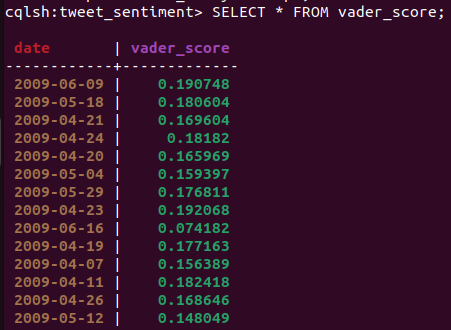 cqlsh:tweet_sentiment> SELECT * FROM vader_score;
date | vader_score
------------+-------------
2009-06-09 | 0.190748
2009-05-18 | 0.180604
2009-04-21 | 0.169604
2009-04-24 | 0.18182
2009-04-20 | 0.165969
2009-05-04 | 0.159397
2009-05-29 | 0.176811
2009-04-23 | 0.192068
2009-06-16 | 0.074182
2009-04-19 | 0.177163
2009-04-07 | 0.156389
2009-04-11 | 0.182418
2009-04-26 | 0.168646
2009-05-12 | 0.148049